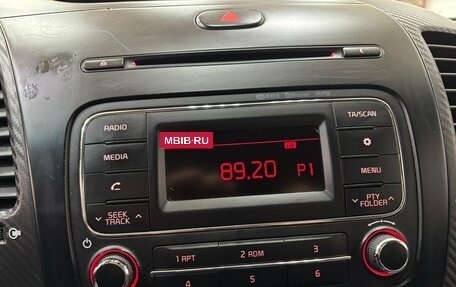 RADIO
MEDIA
SEEK
TRACK
MBIB.RU
89.20 P1
TA/SCAN
MENU
PTY
FOLDER
1 RPT
2 RDM
3
4
5
6